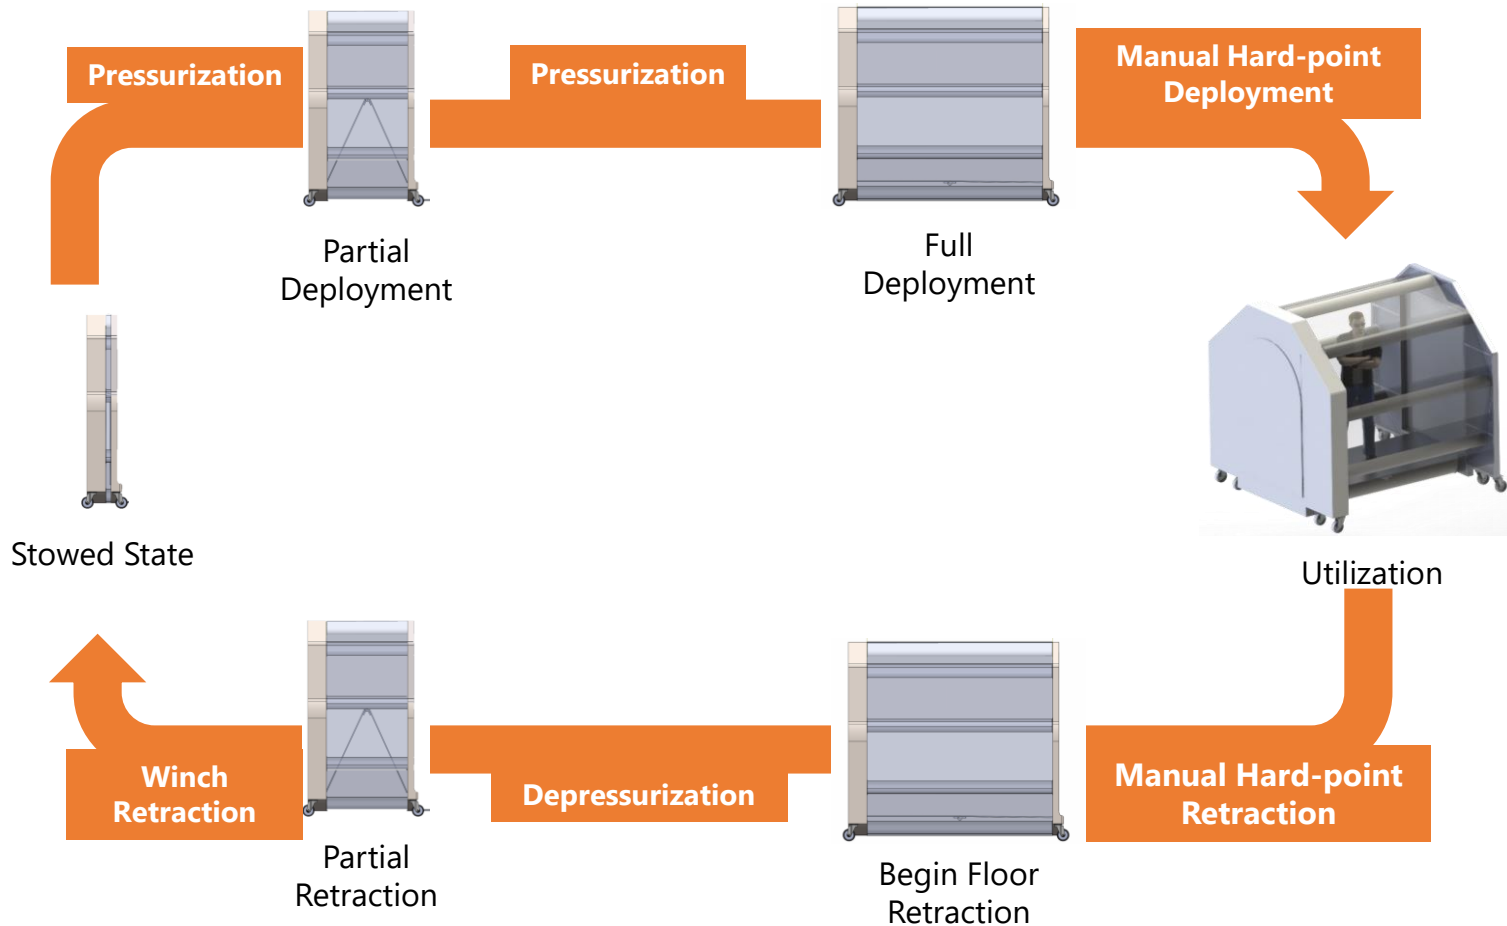 Pressurization
Pressurization
Manual Hard-point
Deployment
Partial
Deployment
Full
Deployment
Stowed State
Utilization
Winch
Retraction
Depressurization
Manual Hard-point
Retraction
Partial
Retraction
Begin Floor
Retraction